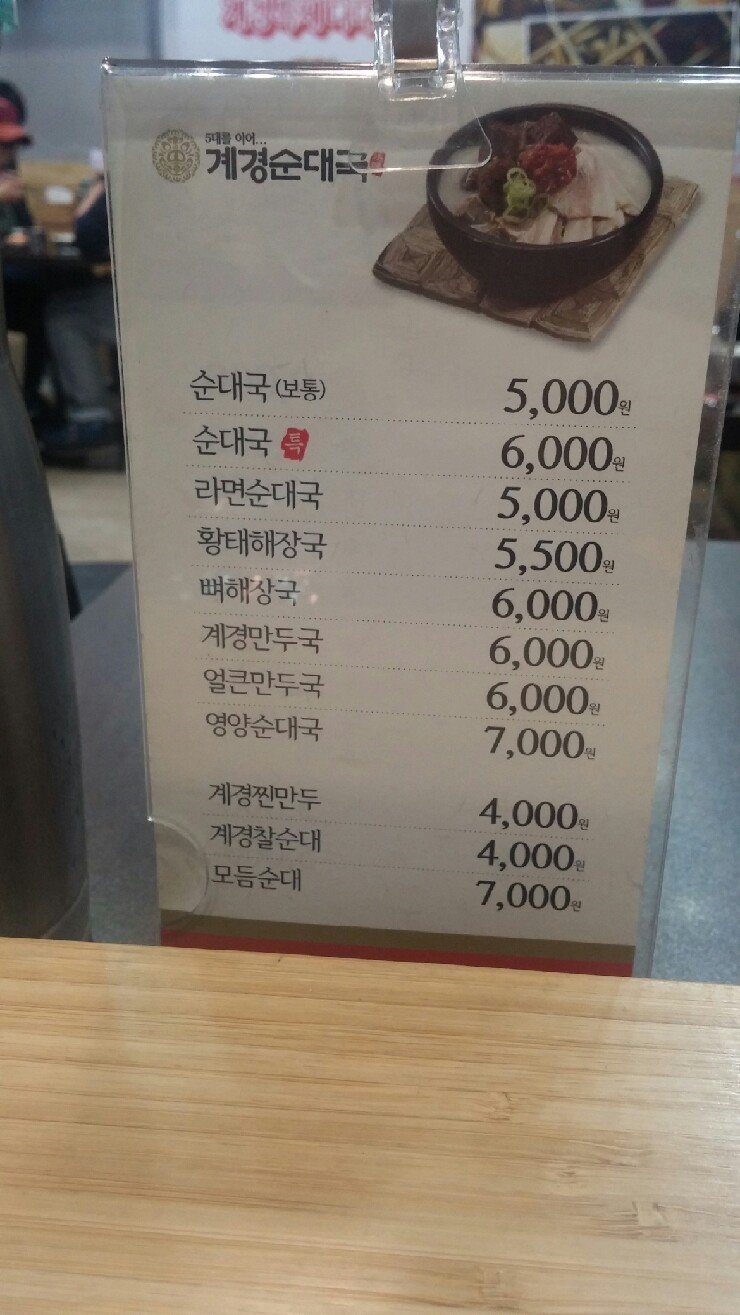 5대를 이어...
계경순대국
순대국 (보통) 5,000원
순대국 특 6,000원
라면순대국 5,000원
황태해장국 5,500원
뼈해장국 6,000원
계경만두국 6,000원
얼큰만두국 6,000원
영양순대국 7,000원
계경찐만두 4,000원
계경찰순대 4,000원
모듬순대 7,000원